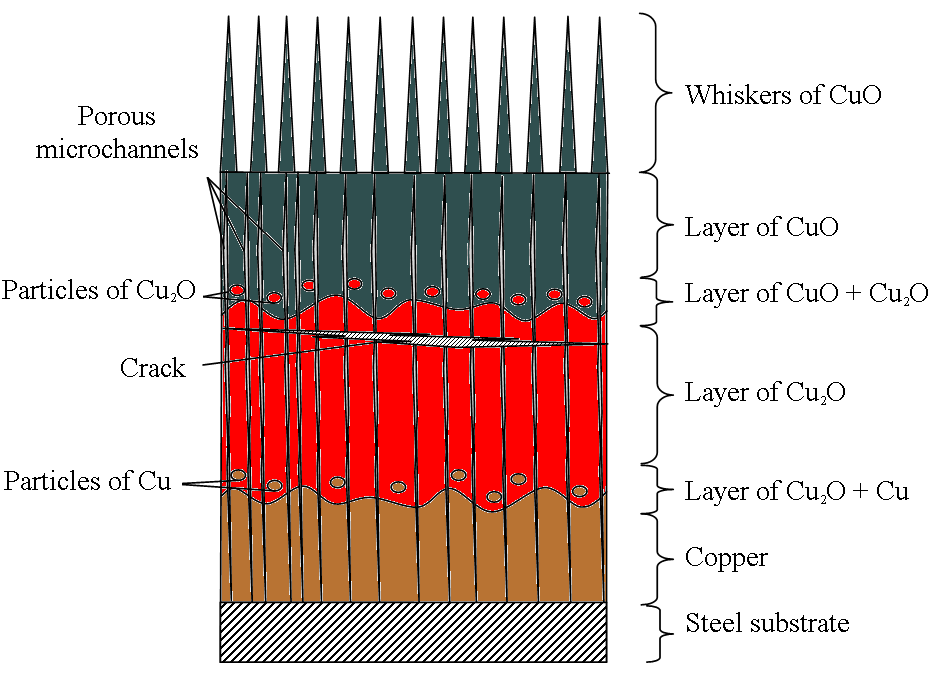 Whiskers of CuO
Porous
microchannels
Layer of CuO
Particles of Cu₂O
Layer of CuO + Cu₂O
Crack
Layer of Cu₂O
Particles of Cu
Layer of Cu₂O + Cu
Copper
Steel substrate